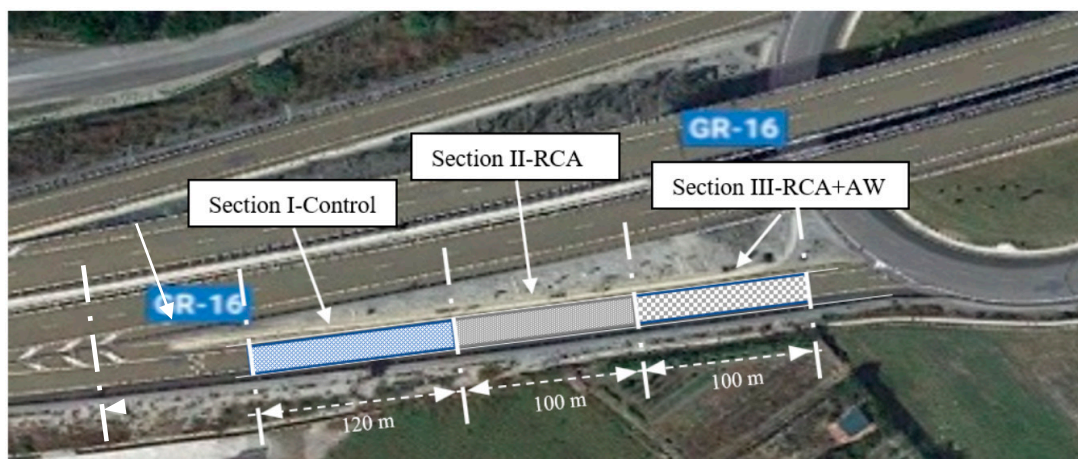 GR-16
Section II-RCA
Section III-RCA+AW
Section I-Control
GR-16
120 m
100 m
100 m